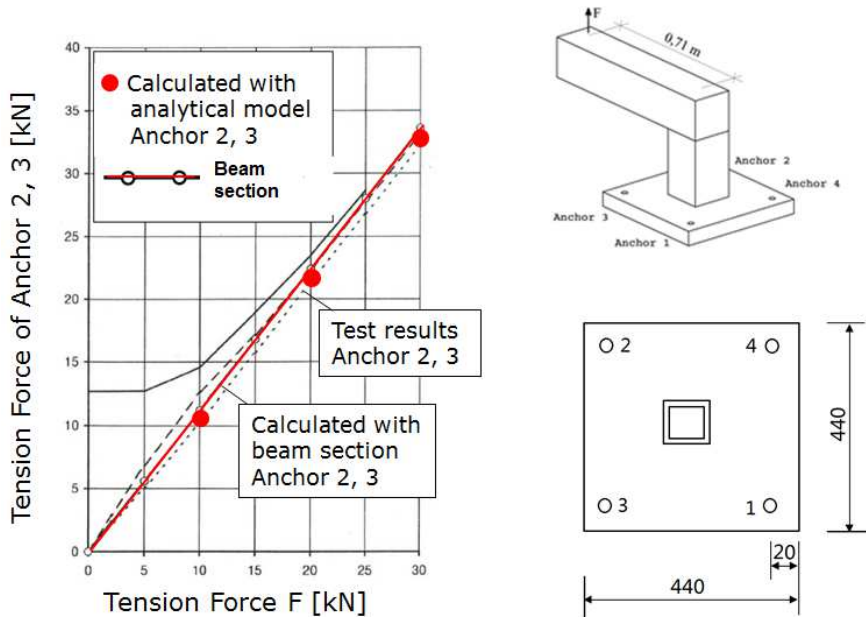 Tension Force of Anchor 2, 3 [kN]
40
35
30
25
20
15
10
5
0
Calculated with
analytical model
Anchor 2, 3
Beam
section
Test results
Anchor 2, 3
Calculated with
beam section
Anchor 2, 3
0 5 10 15 20 25 30
Tension Force F [kN]
F
0,71 m
Anchor 2
Anchor 4
Anchor 3
Anchor 1
2 4
3 1
440
20
440